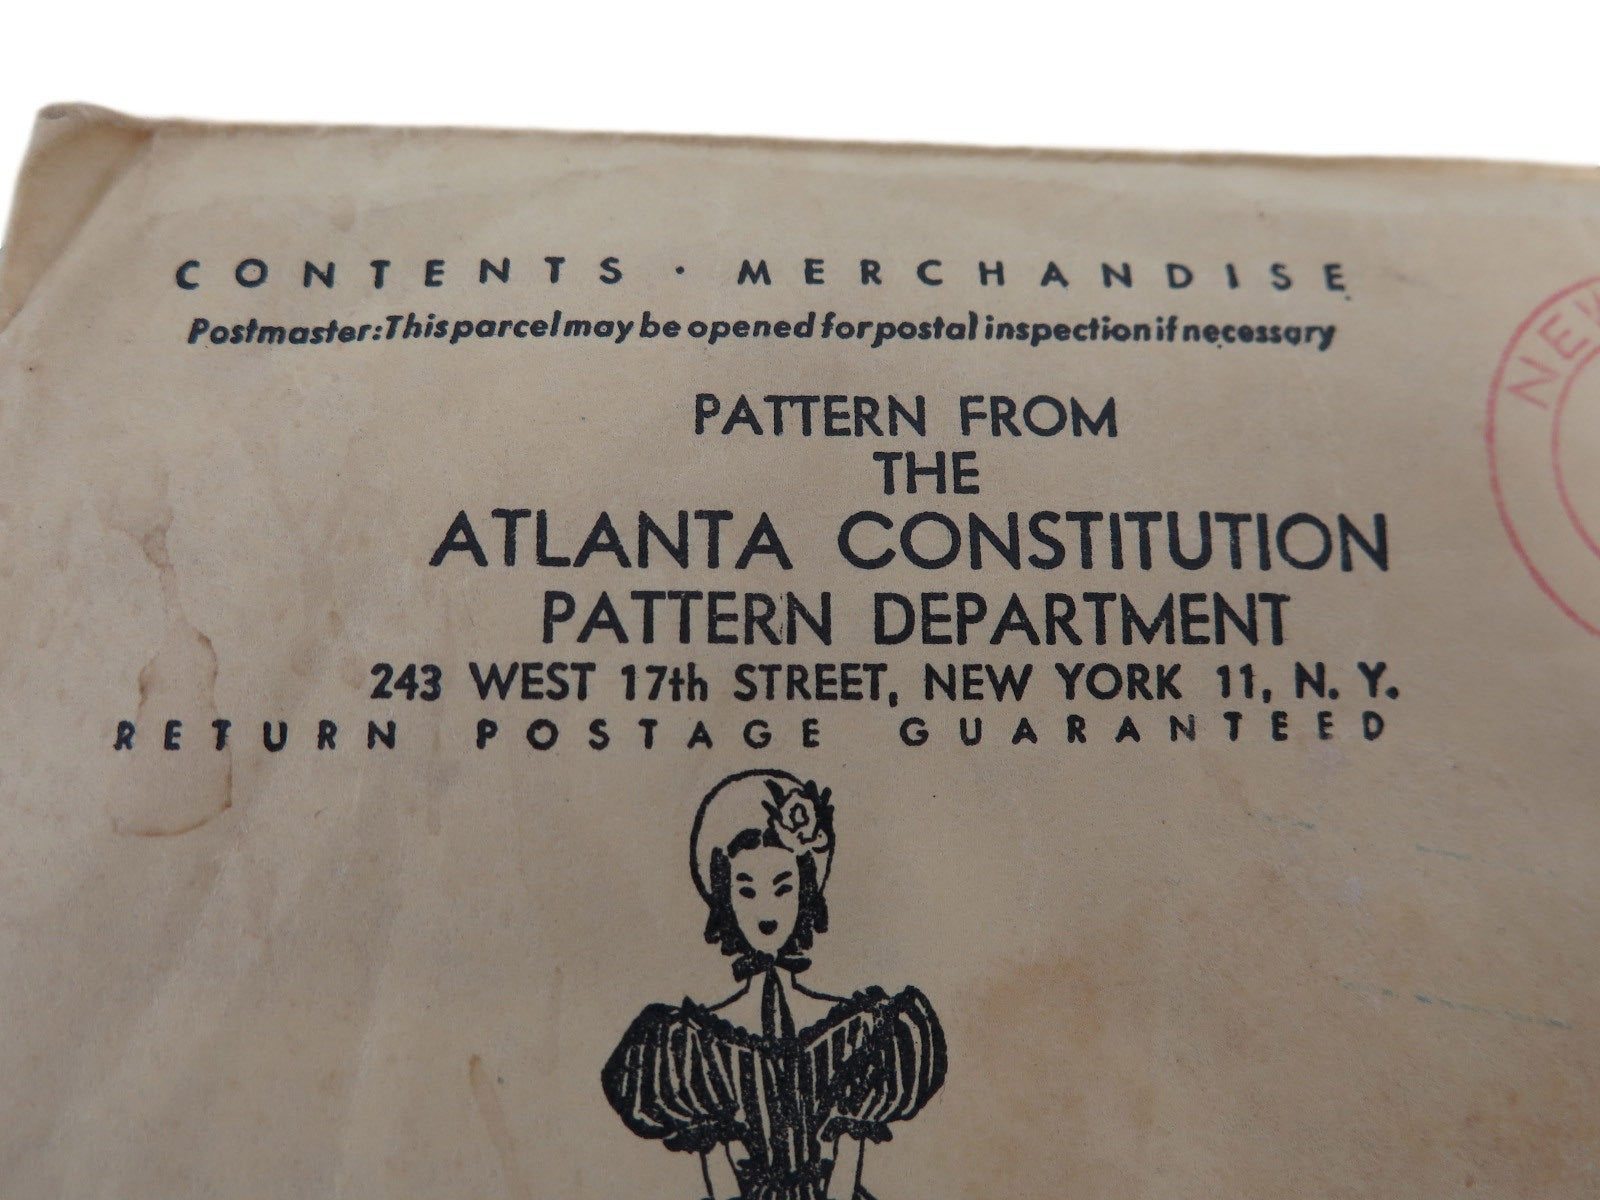 CONTENTS · MERCHANDISE
Postmaster: This parcel may be opened for postal inspection if necessary
PATTERN FROM
THE
ATLANTA CONSTITUTION
PATTERN DEPARTMENT
243 WEST 17th STREET, NEW YORK 11, N. Y.
RETURN POSTAGE GUARANTEED
NEW